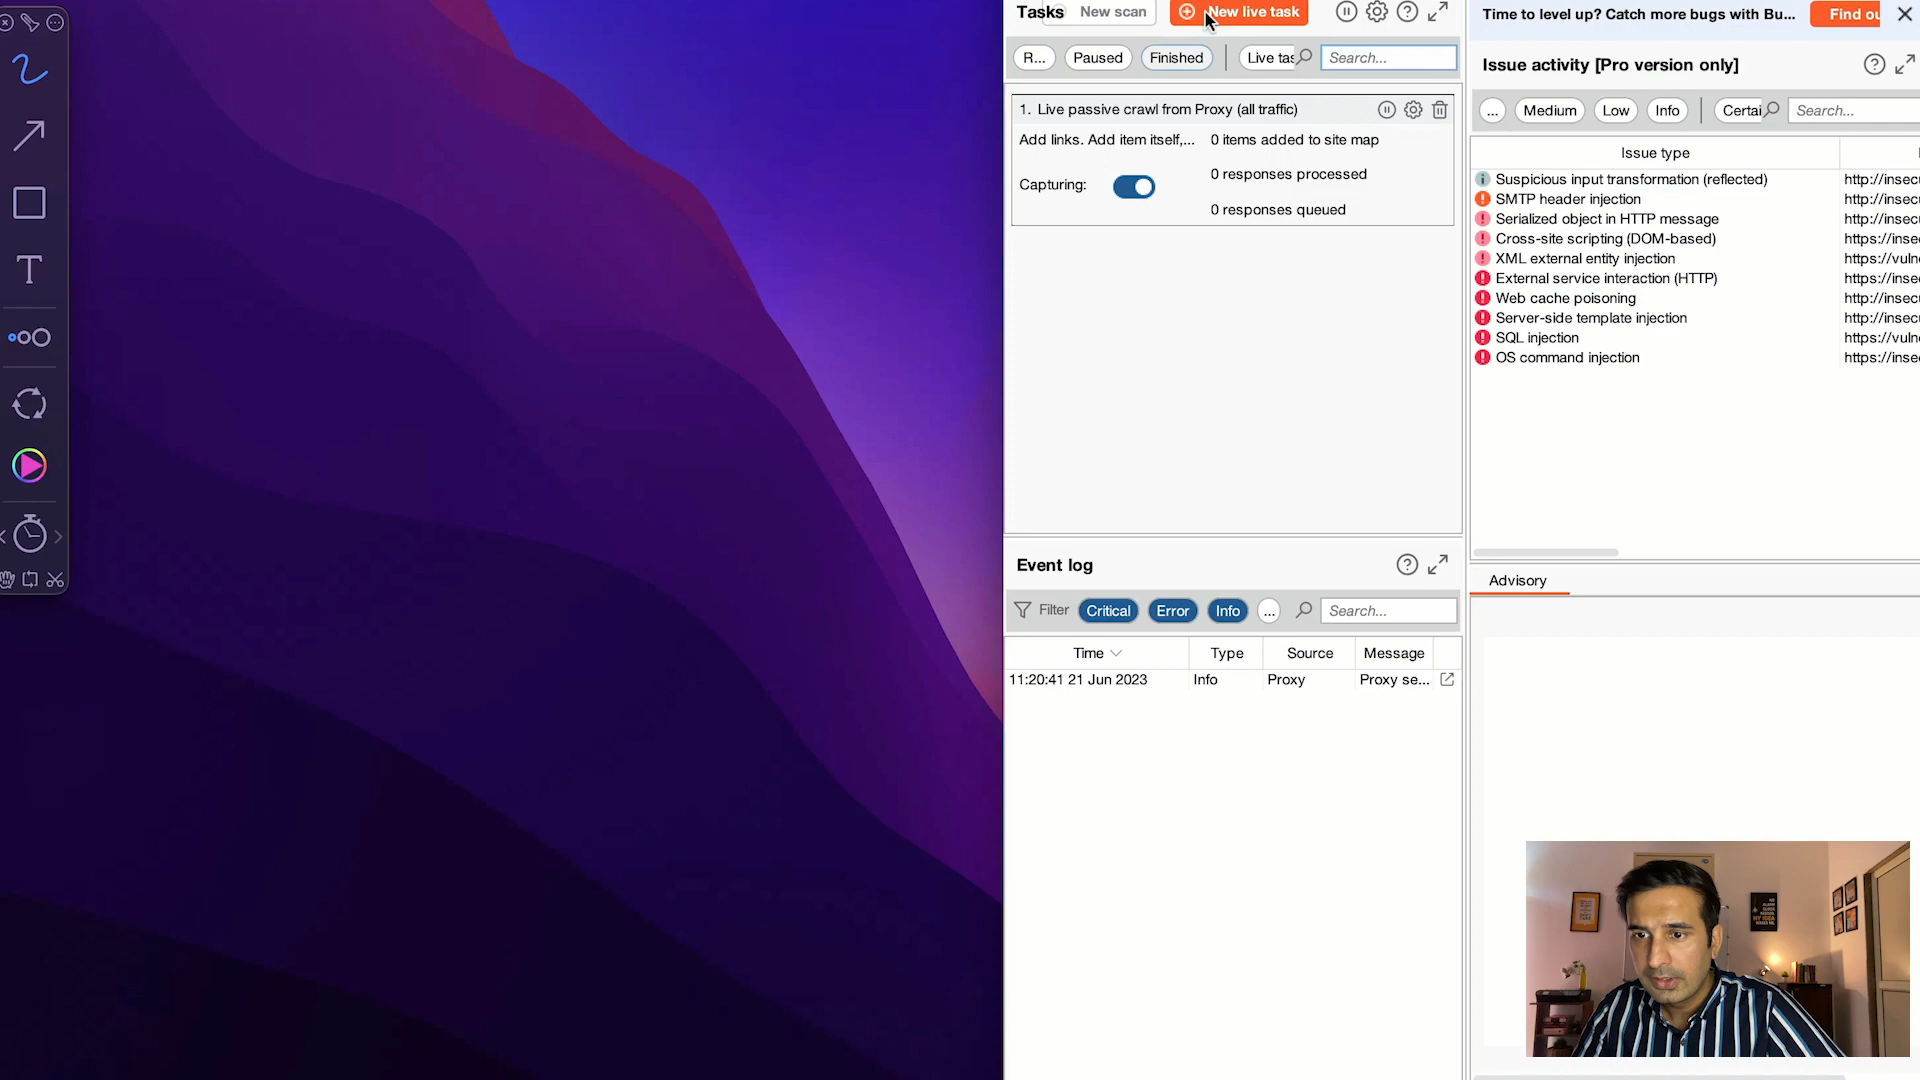 Tasks
New scan
New live task
R...
Paused
Finished
Live tas
Search...
1. Live passive crawl from Proxy (all traffic)
Add links. Add item itself,...
0 items added to site map
0 responses processed
Capturing:
0 responses queued
Event log
Filter
Critical
Error
Info
...
Search...
Time
Type
Source
Message
11:20:41 21 Jun 2023
Info
Proxy
Proxy se...
Time to level up? Catch more bugs with Bu...
Find ou
Issue activity [Pro version only]
...
Medium
Low
Info
Certai
Search...
Issue type
Suspicious input transformation (reflected)
http://insecu
SMTP header injection
http://insecu
Serialized object in HTTP message
http://insecu
Cross-site scripting (DOM-based)
https://inse
XML external entity injection
https://vuln
External service interaction (HTTP)
https://inse
Web cache poisoning
http://insecu
Server-side template injection
http://insecu
SQL injection
https://vuln
OS command injection
https://inse
Advisory
T